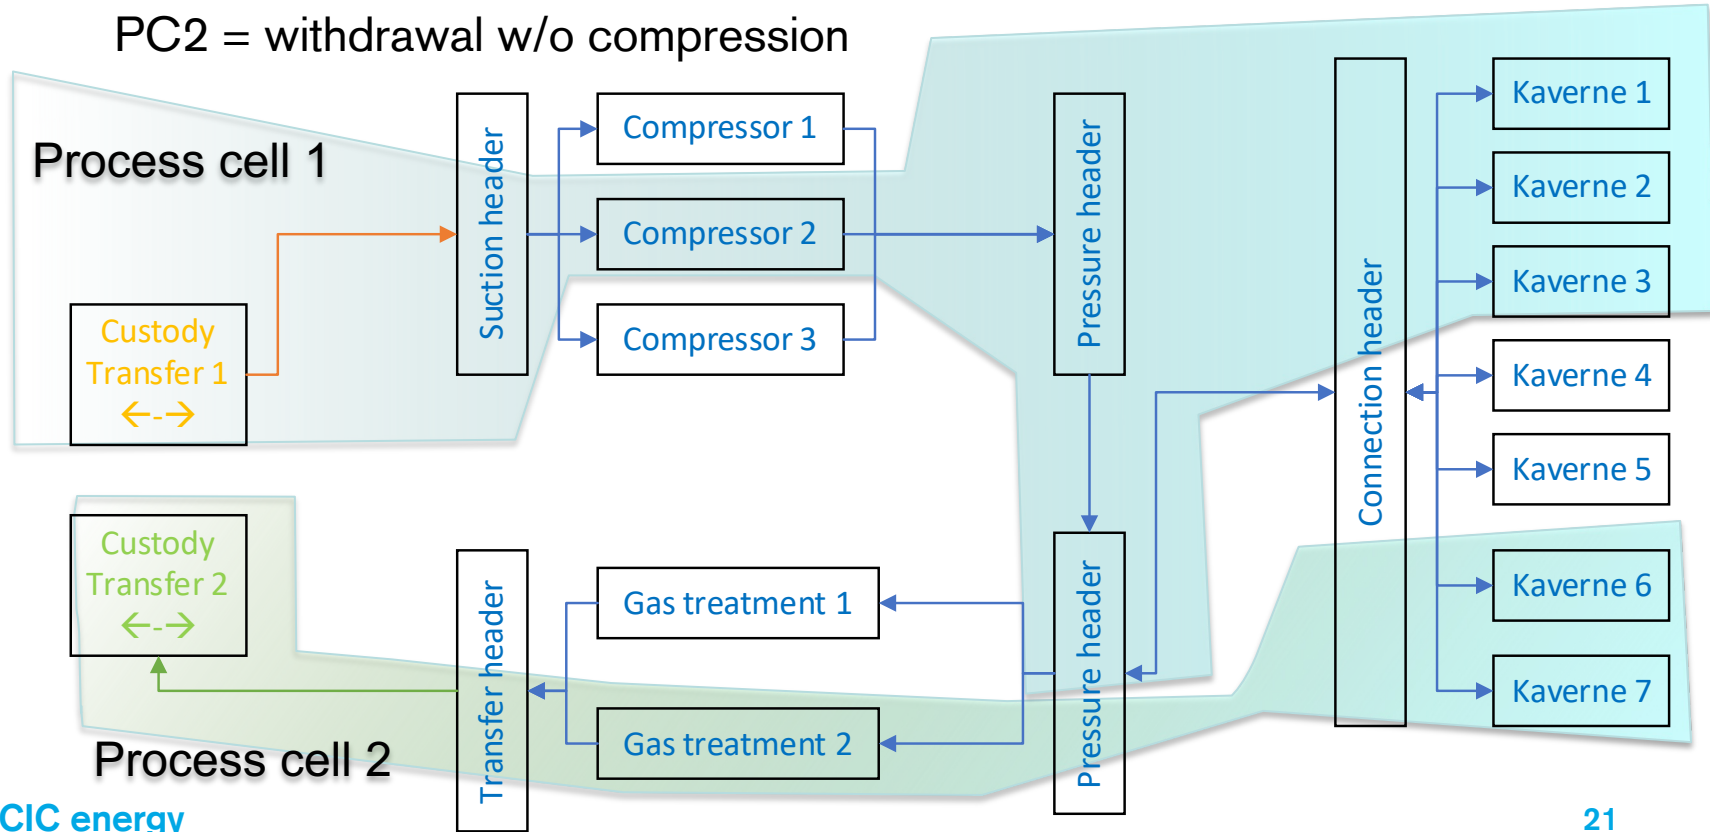 PC2 = withdrawal w/o compression
Process cell 1
Suction header
Compressor 1
Compressor 2
Compressor 3
Pressure header
Connection header
Kaverne 1
Kaverne 2
Kaverne 3
Kaverne 4
Kaverne 5
Kaverne 6
Kaverne 7
Custody
Transfer 1
←-→
Custody
Transfer 2
←-→
Transfer header
Gas treatment 1
Gas treatment 2
Pressure header
Process cell 2
CIC energy
21